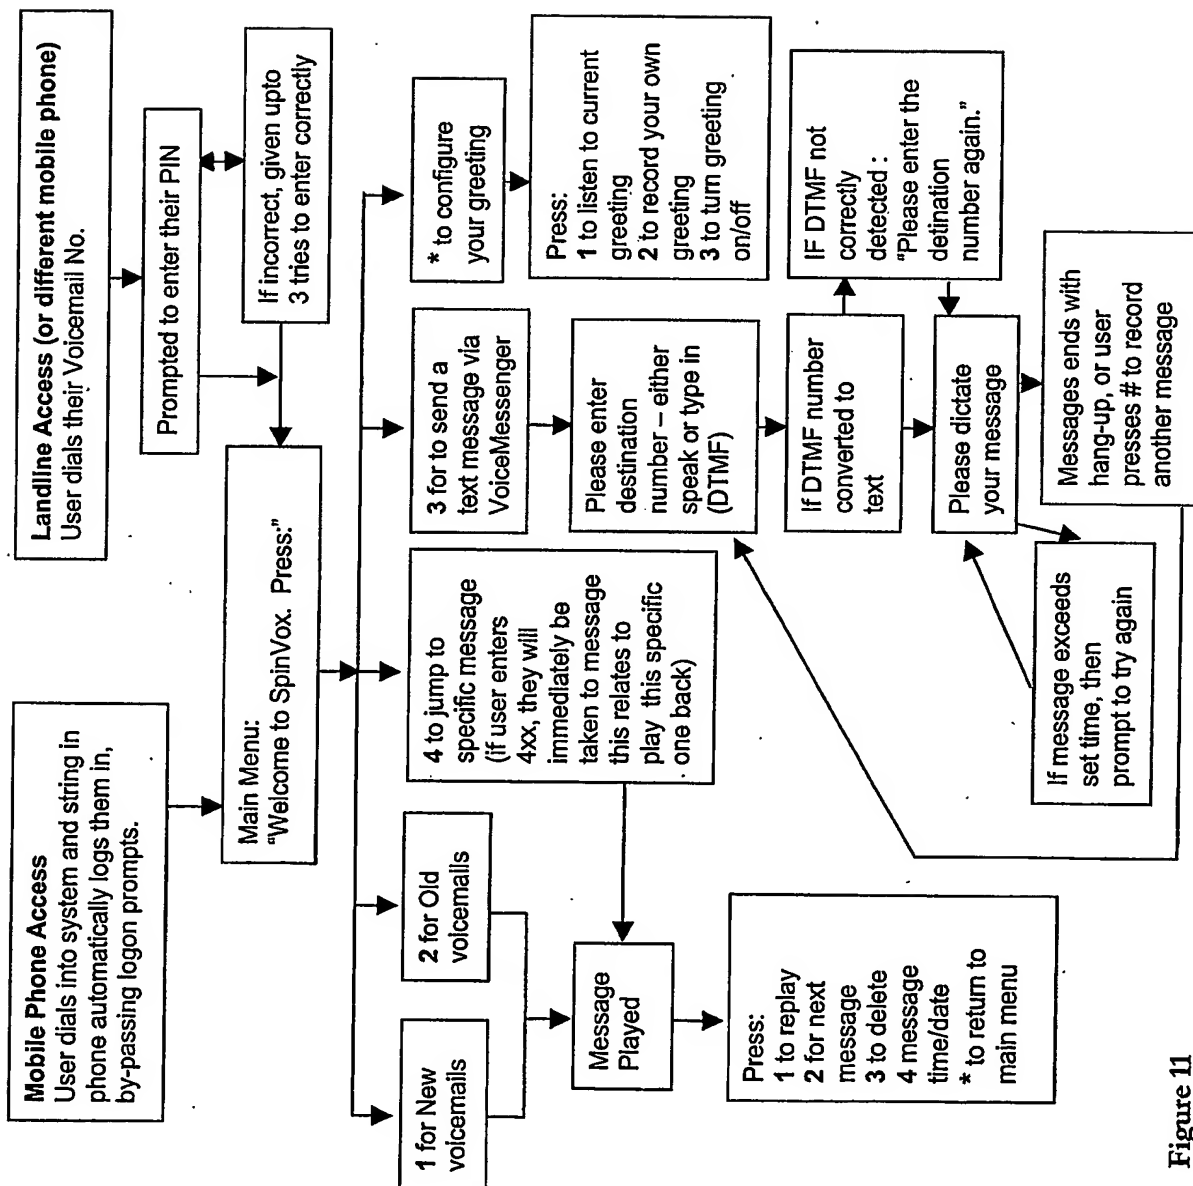 Mobile Phone Access
User dials into system and string in
phone automatically logs them in,
by-passing logon prompts.
Landline Access (or different mobile phone)
User dials their Voicemail No.
Prompted to enter their PIN
If incorrect, given upto
3 tries to enter correctly
Main Menu:
“Welcome to SpinVox. Press:”
1 for New
voicemails
2 for Old
voicemails
4 to jump to
specific message
(if user enters
4xx, they will
immediately be
taken to message
this relates to
play this specific
one back)
3 for to send a
text message via
VoiceMessenger
* to configure
your greeting
Message
Played
Please enter
destination
number – either
speak or type in
(DTMF)
Press:
1 to listen to current
greeting
2 to record your own
greeting
3 to turn greeting
on/off
Press:
1 to replay
2 for next
message
3 to delete
4 message
time/date
* to return to
main menu
If DTMF number
converted to
text
IF DTMF not
correctly
detected :
“Please enter the
detination
number again.”
Please dictate
your message
If message exceeds
set time, then
prompt to try again
Messages ends with
hang-up, or user
presses # to record
another message
Figure 11